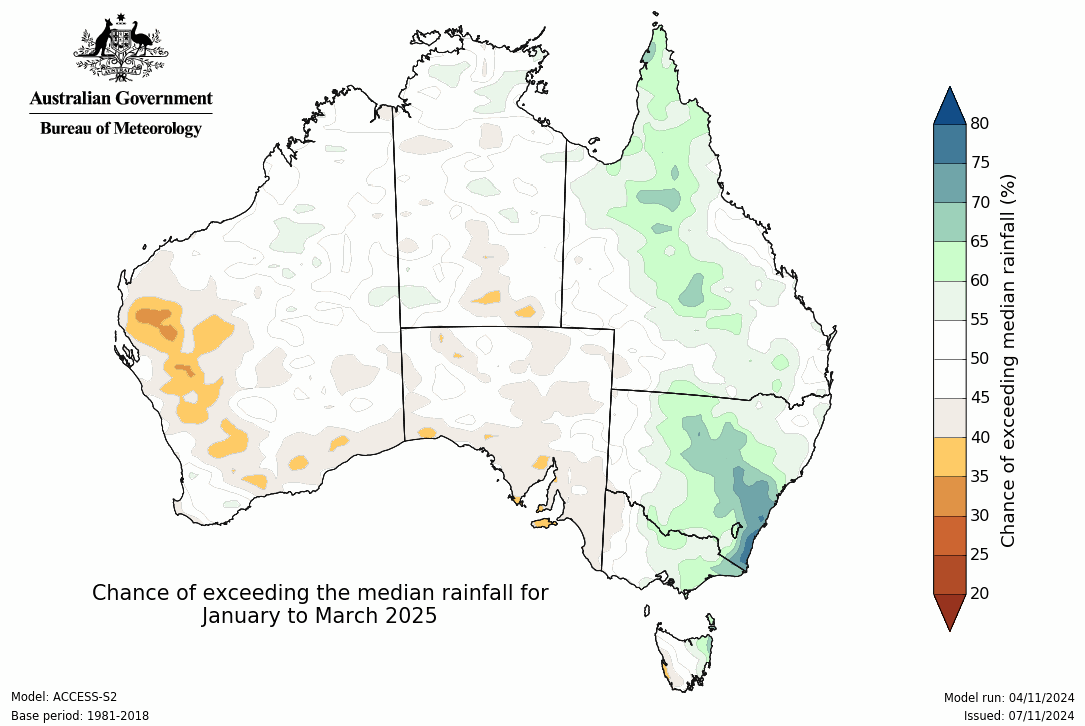 AUSTRALIA
Australian Government
Bureau of Meteorology
80
75
70
65
60
55
50
45
40
35
30
25
20
Chance of exceeding median rainfall (%)
Chance of exceeding the median rainfall for
January to March 2025
Model: ACCESS-S2
Base period: 1981-2018
Model run: 04/11/2024
Issued: 07/11/2024